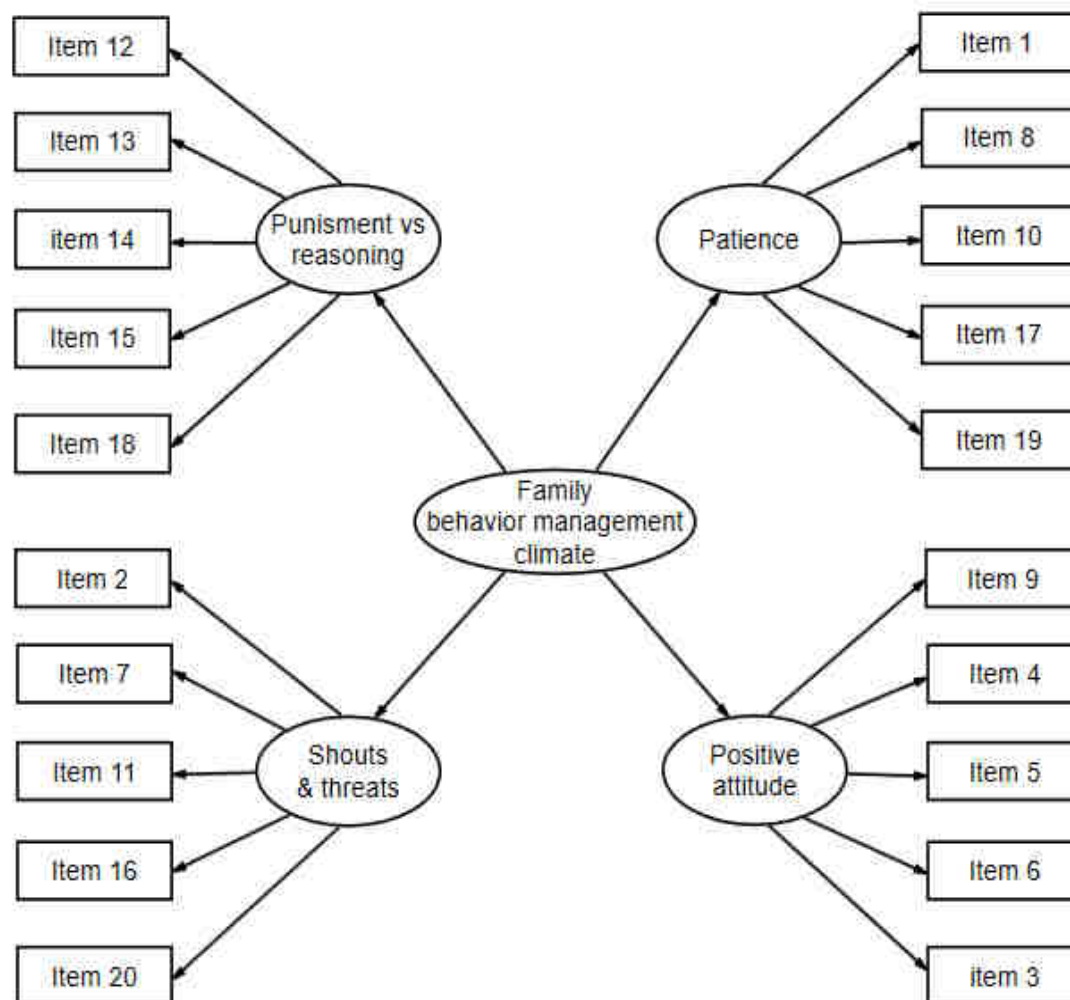 Item 12
Item 13
item 14
Item 15
Item 18
Punisment vs
reasoning
Item 1
Item 8
Item 10
Item 17
Item 19
Patience
Family
behavior management
climate
Item 2
Item 7
Item 11
Item 16
Item 20
Shouts
& threats
Item 9
Item 4
Item 5
Item 6
item 3
Positive
attitude